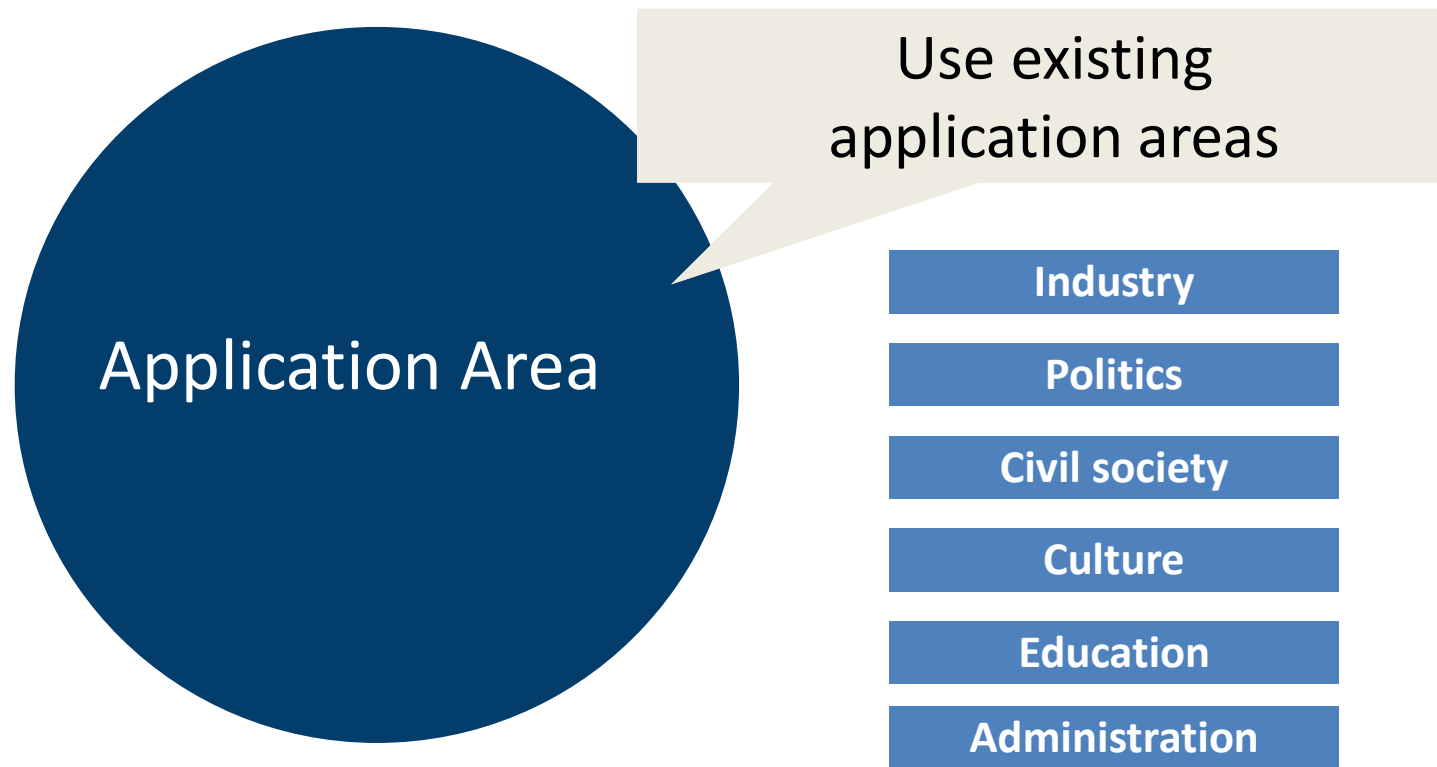 Use existing
application areas
Application Area
Industry
Politics
Civil society
Culture
Education
Administration